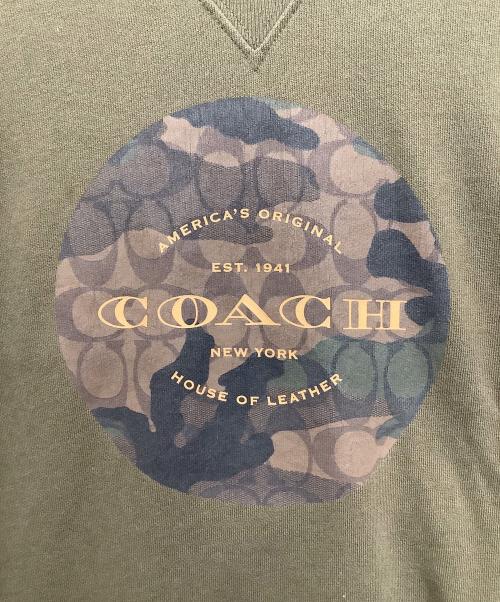 AMERICA'S ORIGINAL
EST. 1941
COACH
NEW YORK
HOUSE OF LEATHER